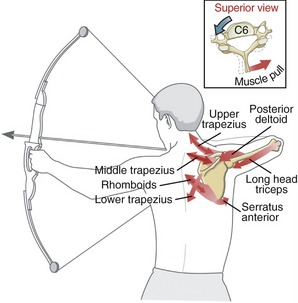 Superior view
C6
Muscle pull
Upper
trapezius
Posterior
deltoid
Middle trapezius
Rhomboids
Lower trapezius
Long head
triceps
Serratus
anterior